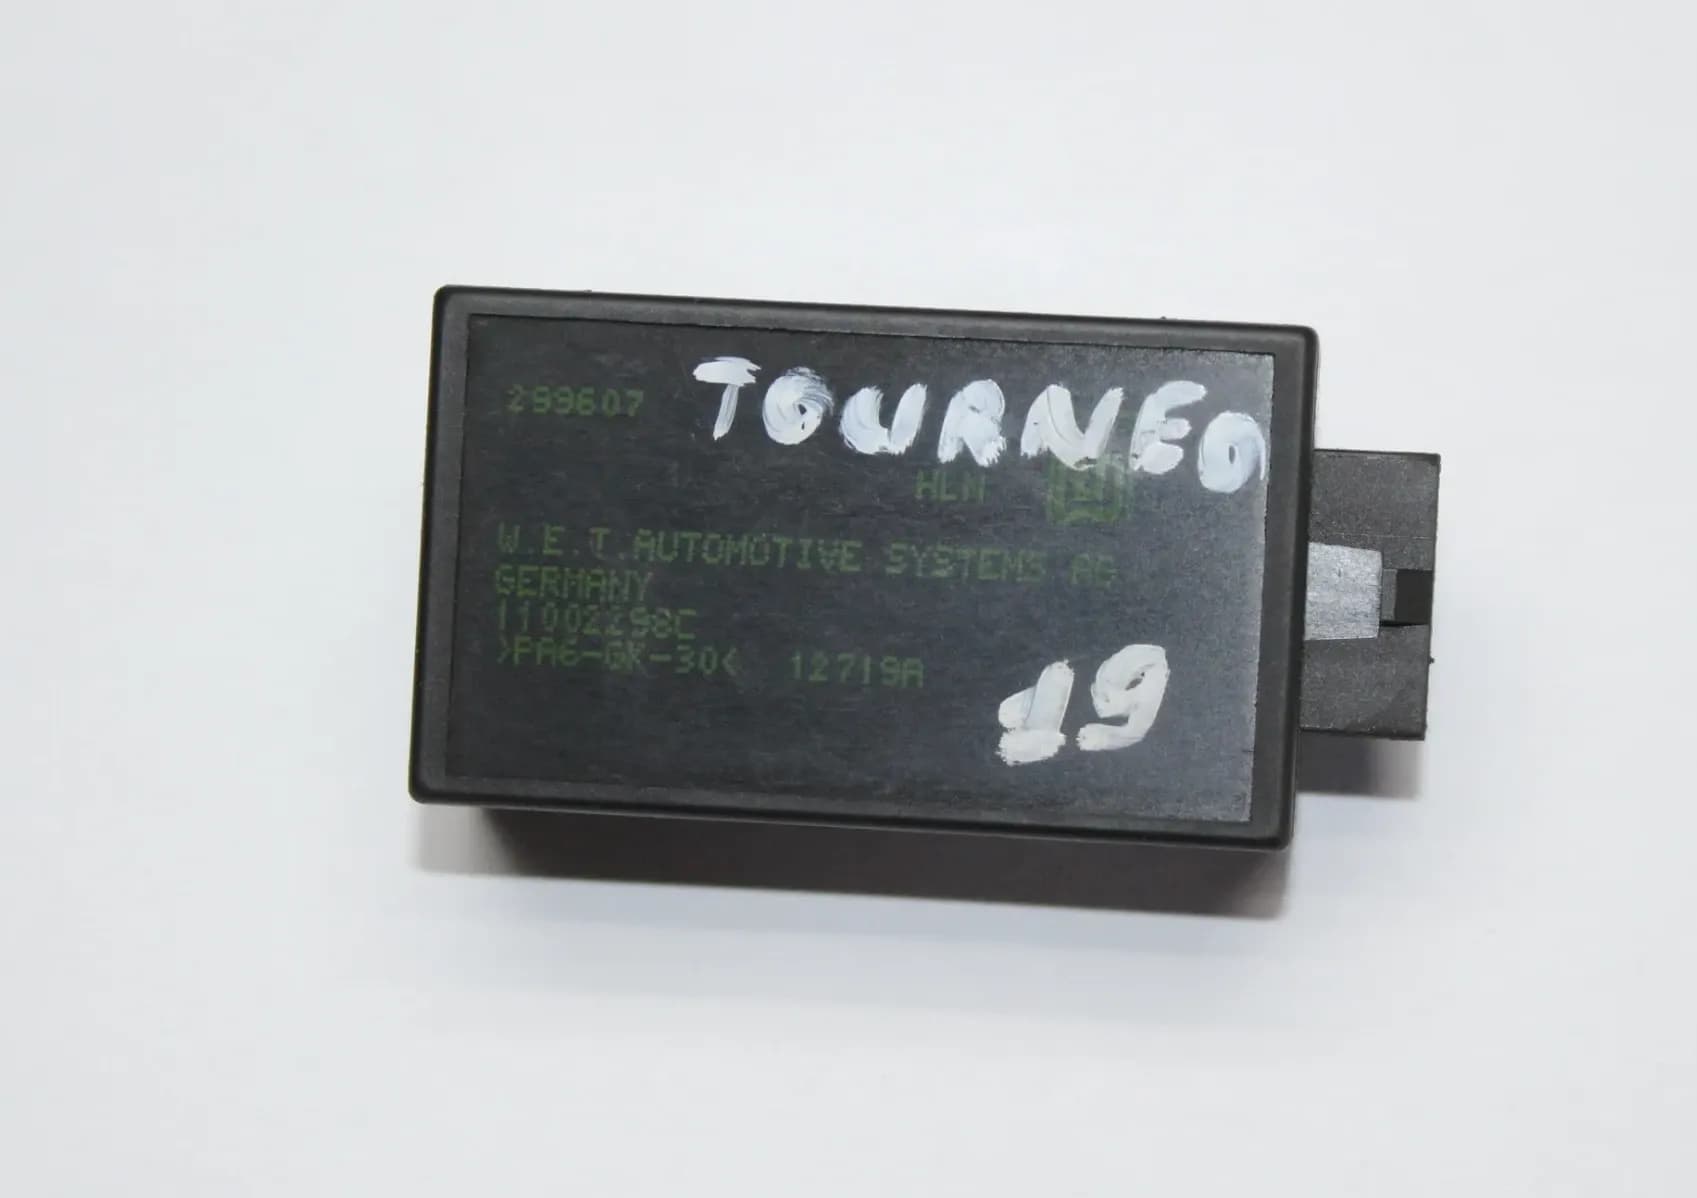 299607 TOURNEO
HLN
W.E.T.AUTOMOTIVE SYSTEMS AG
GERMANY
11002298C
>PA6-GK-30< 12719A
19